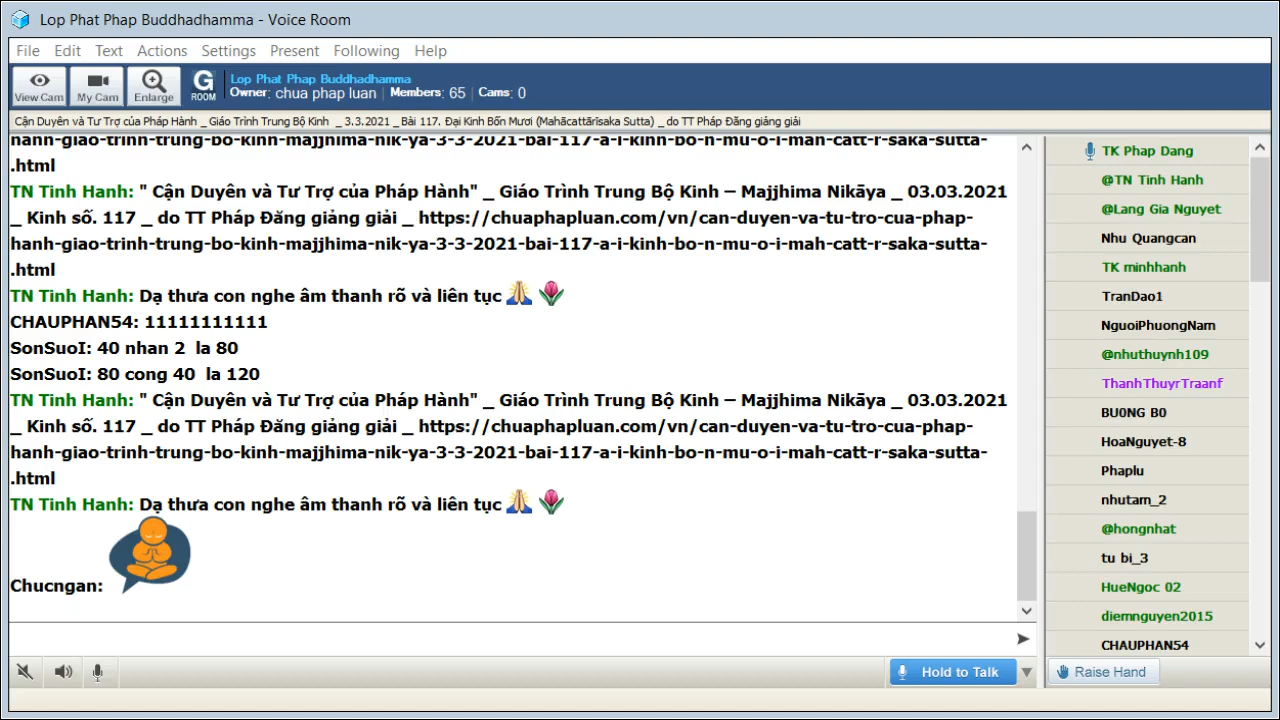 Lop Phat Phap Buddhadhamma - Voice Room
File Edit Text Actions Settings Present Following Help
View Cam My Cam Enlarge G ROOM
Lop Phat Phap Buddhadhamma
Owner: chua phap luan Members: 65 Cams: 0
Cận Duyên và Tư Trợ của Pháp Hành _ Giáo Trình Trung Bộ Kinh _ 3.3.2021 _ Bài 117. Đại Kinh Bốn Mươi (Mahācattārīsaka Sutta) _ do TT Pháp Đăng giảng giải
hanh-giao-trinh-trung-bo-kinh-majjhima-nik-ya-3-3-2021-bai-117-a-i-kinh-bo-n-mu-o-i-mah-catt-r-saka-sutta-
.html
TN Tinh Hanh: " Cận Duyên và Tư Trợ của Pháp Hành" _ Giáo Trình Trung Bộ Kinh – Majjhima Nikāya _ 03.03.2021
_ Kinh số. 117 _ do TT Pháp Đăng giảng giải _ https://chuaphapluan.com/vn/can-duyen-va-tu-tro-cua-phap-
hanh-giao-trinh-trung-bo-kinh-majjhima-nik-ya-3-3-2021-bai-117-a-i-kinh-bo-n-mu-o-i-mah-catt-r-saka-sutta-
.html
TN Tinh Hanh: Dạ thưa con nghe âm thanh rõ và liên tục 🙏 🌷
CHAUPHAN54: 11111111111
SonSuoI: 40 nhan 2 la 80
SonSuoI: 80 cong 40 la 120
TN Tinh Hanh: " Cận Duyên và Tư Trợ của Pháp Hành" _ Giáo Trình Trung Bộ Kinh – Majjhima Nikāya _ 03.03.2021
_ Kinh số. 117 _ do TT Pháp Đăng giảng giải _ https://chuaphapluan.com/vn/can-duyen-va-tu-tro-cua-phap-
hanh-giao-trinh-trung-bo-kinh-majjhima-nik-ya-3-3-2021-bai-117-a-i-kinh-bo-n-mu-o-i-mah-catt-r-saka-sutta-
.html
TN Tinh Hanh: Dạ thưa con nghe âm thanh rõ và liên tục 🙏 🌷
Chucngan:
TK Phap Dang
@TN Tinh Hanh
@Lang Gia Nguyet
Nhu Quangcan
TK minhhanh
TranDao1
NguoiPhuongNam
@nhuthuynh109
ThanhThuyrTraanf
BU0NG B0
HoaNguyet-8
Phaplu
nhutam_2
@hongnhat
tu bi_3
HueNgoc 02
diemnguyen2015
CHAUPHAN54
Hold to Talk
Raise Hand